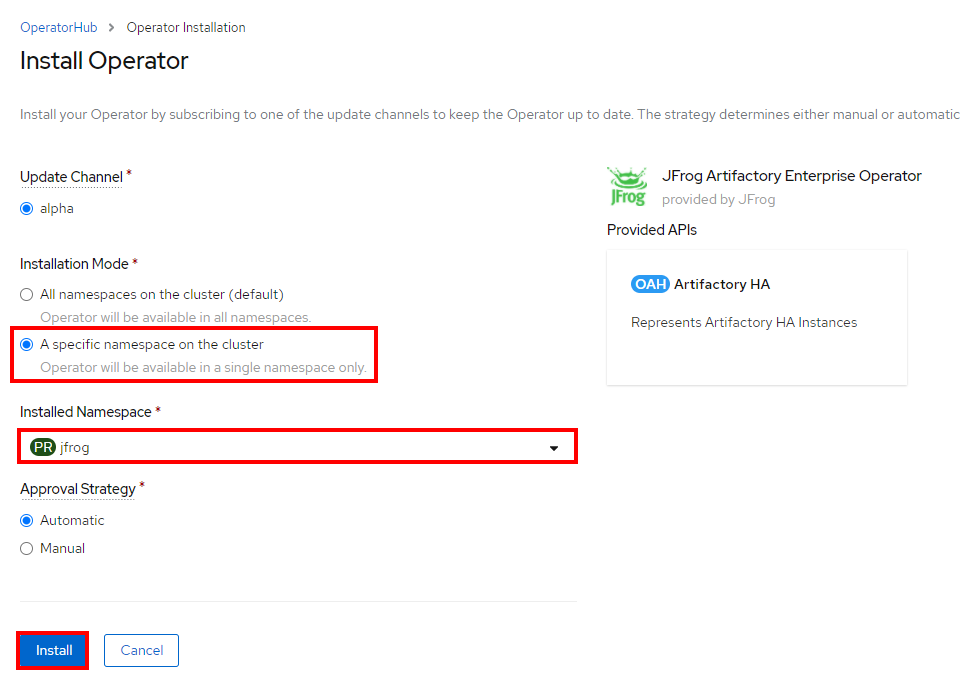 OperatorHub > Operator Installation
Install Operator
Install your Operator by subscribing to one of the update channels to keep the Operator up to date. The strategy determines either manual or automatic
Update Channel *
alpha
Installation Mode *
All namespaces on the cluster (default)
Operator will be available in all namespaces.
A specific namespace on the cluster
Operator will be available in a single namespace only.
Installed Namespace *
PR jfrog
Approval Strategy *
Automatic
Manual
Install Cancel
JFrog
JFrog Artifactory Enterprise Operator
provided by JFrog
Provided APIs
OAH Artifactory HA
Represents Artifactory HA Instances